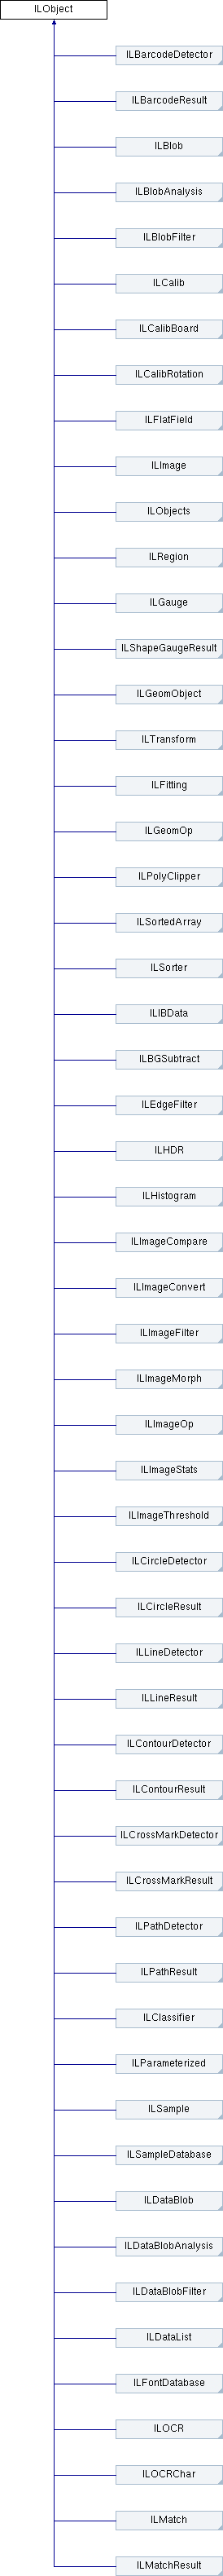 ILObject
ILBarcodeDetector
ILBarcodeResult
ILBlob
ILBlobAnalysis
ILBlobFilter
ILCalib
ILCalibBoard
ILCalibRotation
ILFlatField
ILImage
ILObjects
ILRegion
ILGauge
ILShapeGaugeResult
ILGeomObject
ILTransform
ILFitting
ILGeomOp
ILPolyClipper
ILSortedArray
ILSorter
ILIBData
ILBGSubtract
ILEdgeFilter
ILHDR
ILHistogram
ILImageCompare
ILImageConvert
ILImageFilter
ILImageMorph
ILImageOp
ILImageStats
ILImageThreshold
ILCircleDetector
ILCircleResult
ILLineDetector
ILLineResult
ILContourDetector
ILContourResult
ILCrossMarkDetector
ILCrossMarkResult
ILPathDetector
ILPathResult
ILClassifier
ILParameterized
ILSample
ILSampleDatabase
ILDataBlob
ILDataBlobAnalysis
ILDataBlobFilter
ILDataList
ILFontDatabase
ILOCR
ILOCRChar
ILMatch
ILMatchResult